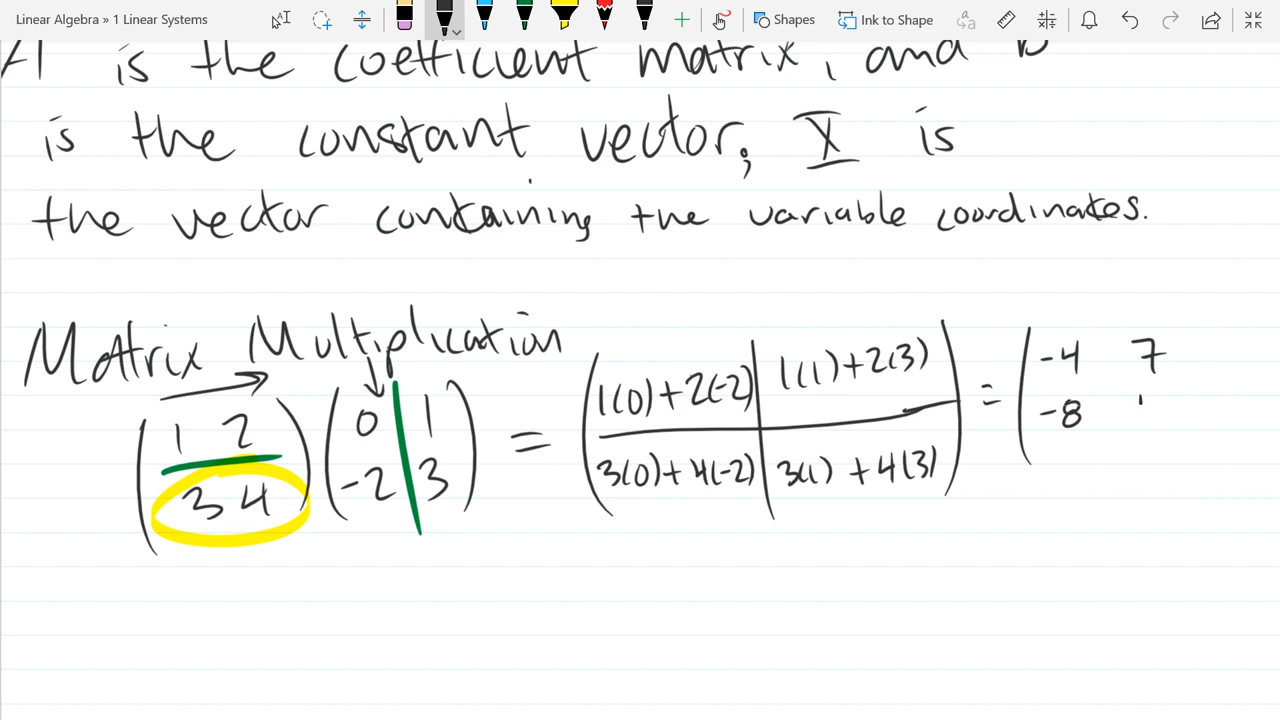 Linear Algebra » 1 Linear Systems
Shapes
Ink to Shape
A is the coefficient matrix, and
is the constant vector, X is
the vector containing the variable coordinates.
Matrix Multiplication
(1 2 (0 1 = (1(0)+2(-2) | 1(1)+2(3)) = (-4 7
3 4) -2 3) 3(0)+4(-2) | 3(1)+4(3) -8